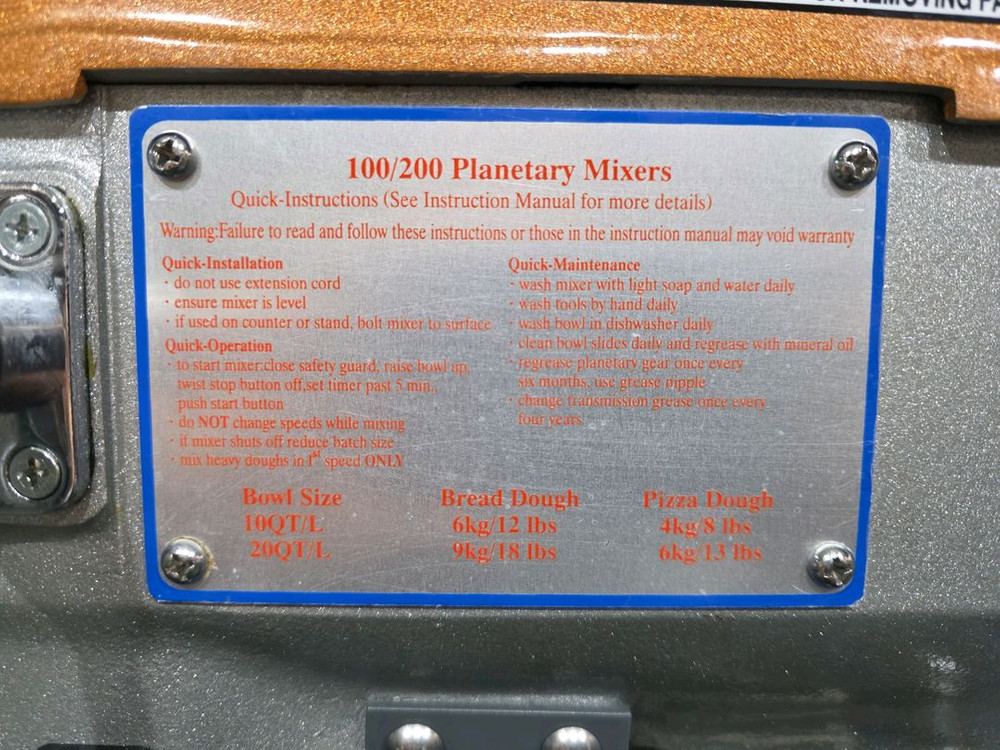 REMOVING PA
100/200 Planetary Mixers
Quick-Instructions (See Instruction Manual for more details)
Warning:Failure to read and follow these instructions or those in the instruction manual may void warranty
Quick-Installation
· do not use extension cord
· ensure mixer is level
· if used on counter or stand, bolt mixer to surface
Quick-Operation
· to start mixer:close safety guard, raise bowl up,
twist stop button off,set timer past 5 min.,
push start button
· do NOT change speeds while mixing
· if mixer shuts off reduce batch size
· mix heavy doughs in 1st speed ONLY
Quick-Maintenance
· wash mixer with light soap and water daily
· wash tools by hand daily
· wash bowl in dishwasher daily
· clean bowl slides daily and regrease with mineral oil
· regrease planetary gear once every
six months, use grease nipple
· change transmission grease once every
four years
Bowl Size Bread Dough Pizza Dough
10QT/L 6kg/12 lbs 4kg/8 lbs
20QT/L 9kg/18 lbs 6kg/13 lbs